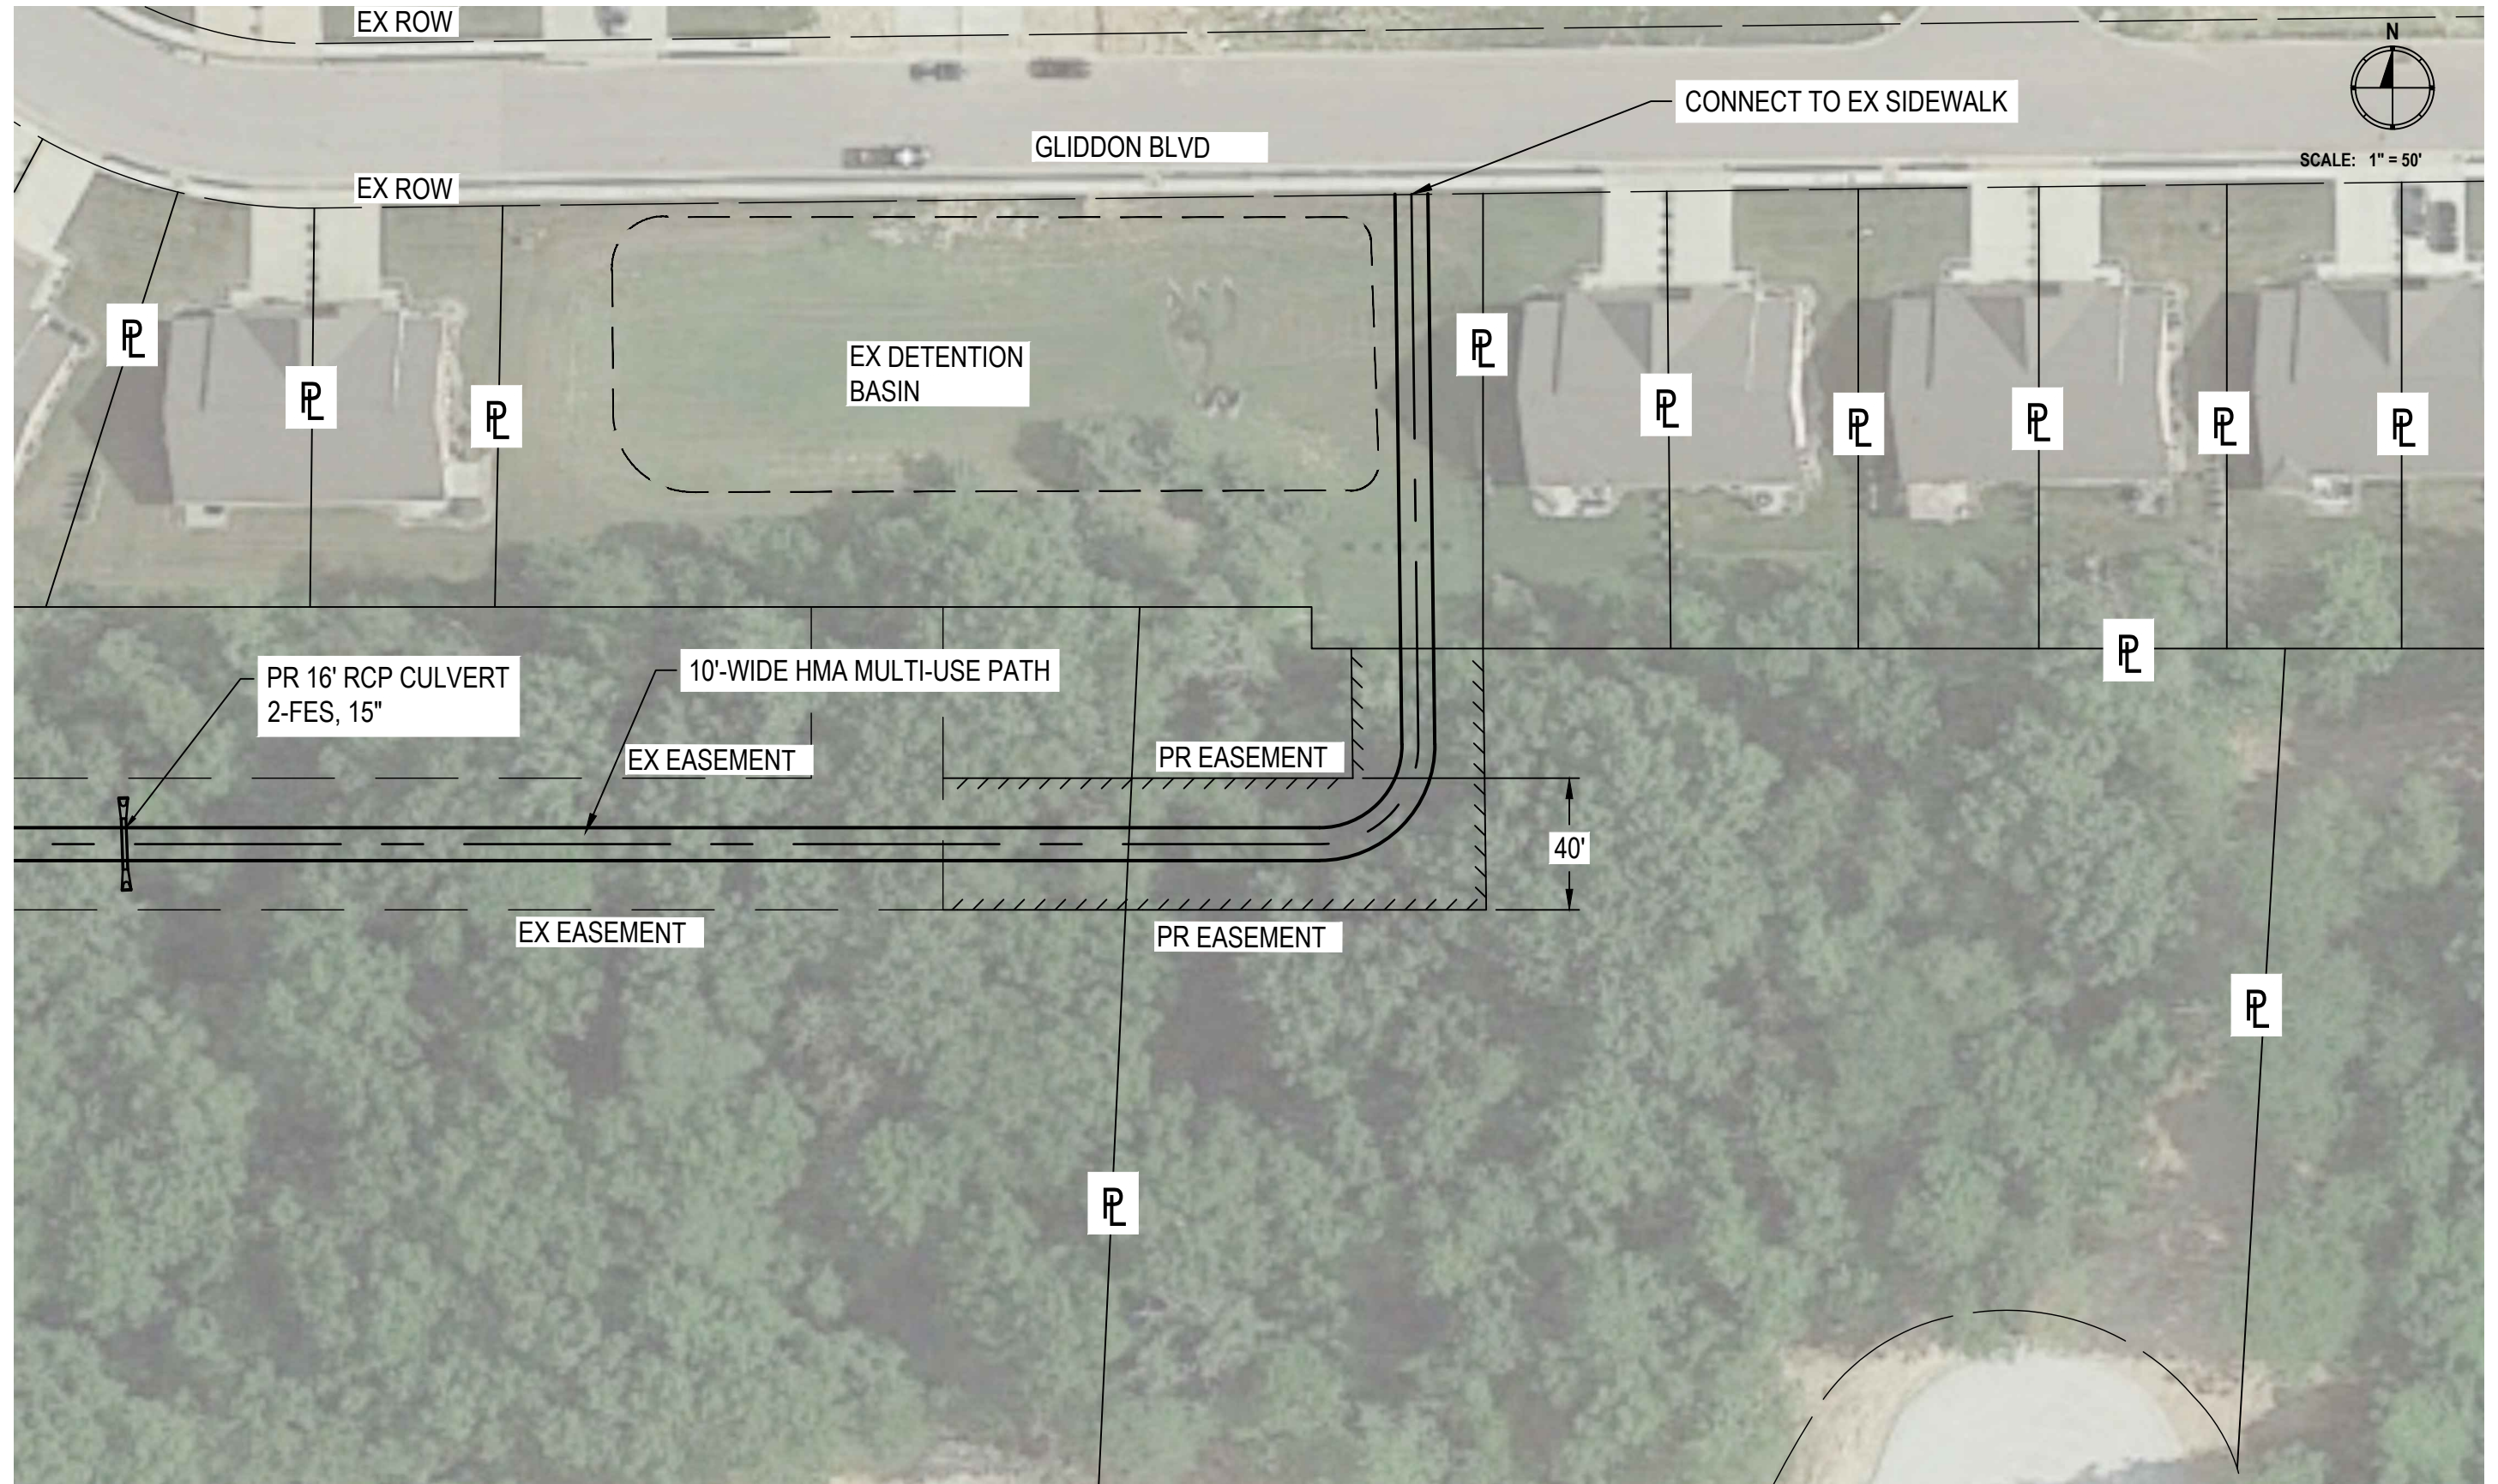 EX ROW
N
CONNECT TO EX SIDEWALK
GLIDDON BLVD
SCALE: 1" = 50'
EX ROW
PL
PL
PL
EX DETENTION
BASIN
PL
PL
PL
PL
PL
PL
PL
PR 16' RCP CULVERT
2-FES, 15"
10'-WIDE HMA MULTI-USE PATH
EX EASEMENT
PR EASEMENT
40'
EX EASEMENT
PR EASEMENT
PL
PL